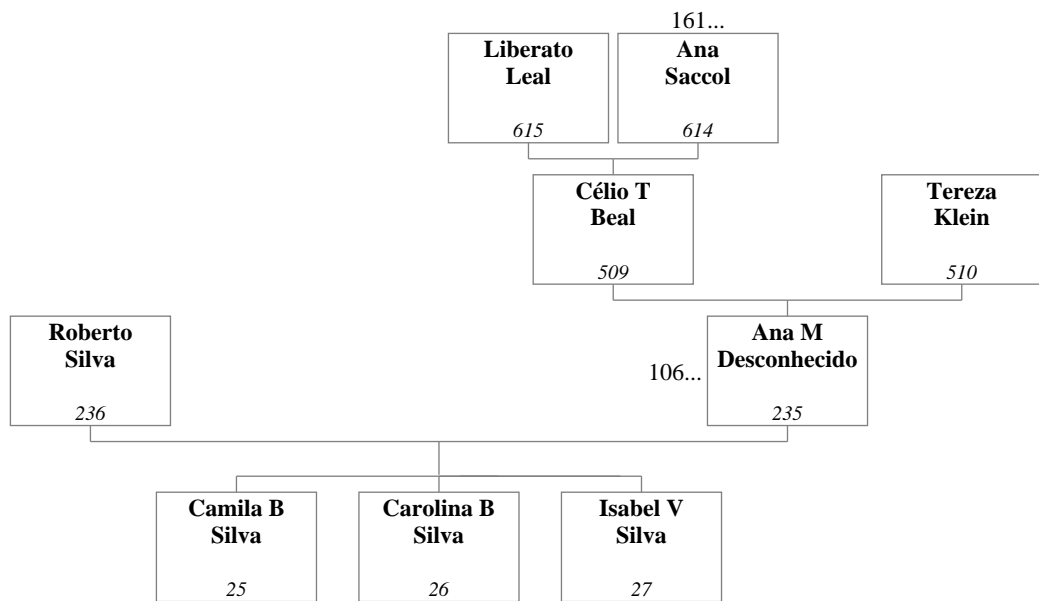 161...
Liberato
Leal
615
Ana
Saccol
614
Célio T
Beal
509
Tereza
Klein
510
Roberto
Silva
236
106...
Ana M
Desconhecido
235
Camila B
Silva
25
Carolina B
Silva
26
Isabel V
Silva
27